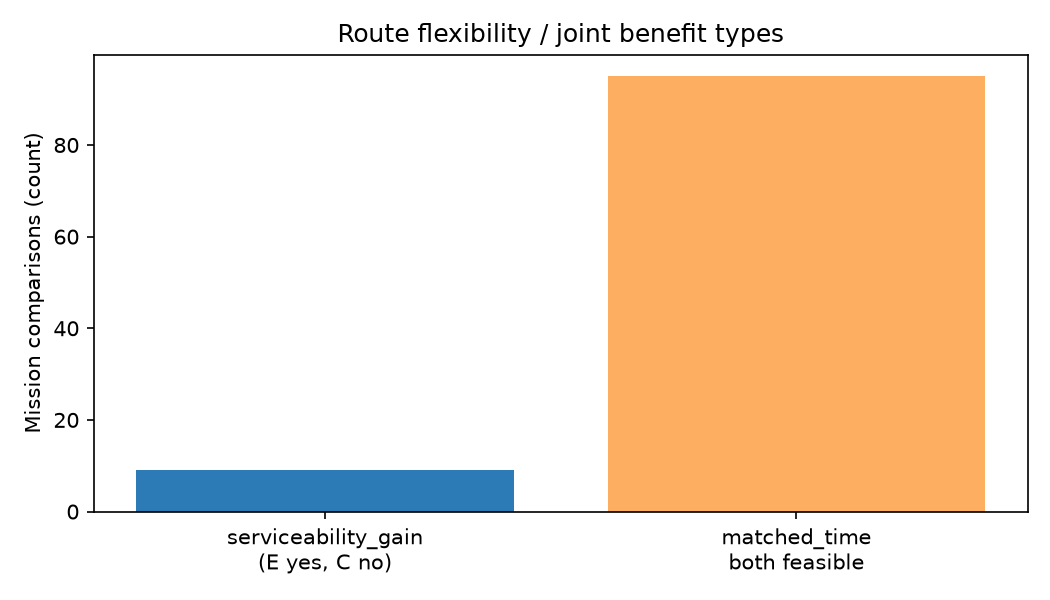 Route flexibility / joint benefit types
Mission comparisons (count)
80
60
40
20
0
serviceability_gain
(E yes, C no)
matched_time
both feasible